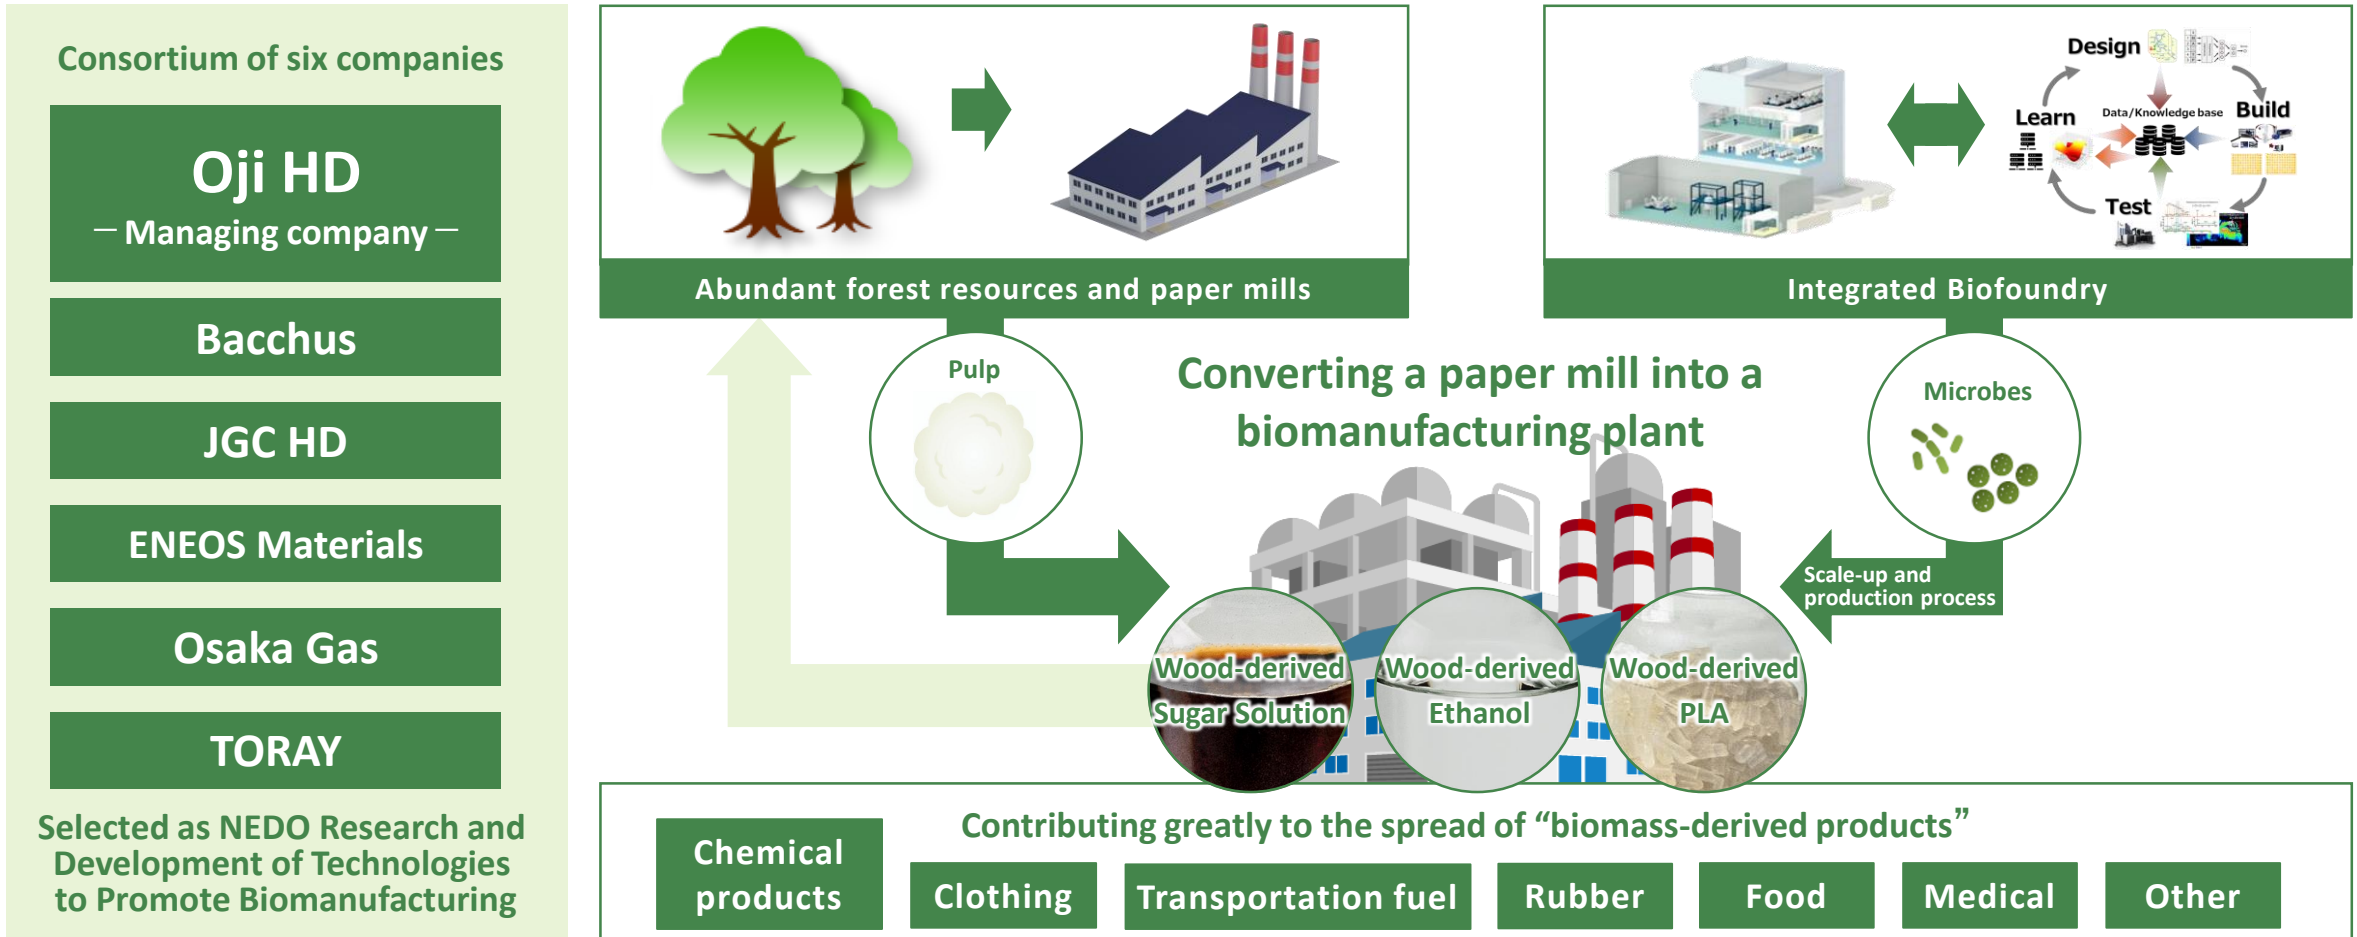 Consortium of six companies
Oji HD
— Managing company —
Bacchus
JGC HD
ENEOS Materials
Osaka Gas
TORAY
Selected as NEDO Research and
Development of Technologies
to Promote Biomanufacturing
Abundant forest resources and paper mills
Design
Build
Test
Learn
Data/Knowledge base
Integrated Biofoundry
Pulp
Converting a paper mill into a
biomanufacturing plant
Microbes
Scale-up and
production process
Wood-derived
Sugar Solution
Wood-derived
Ethanol
Wood-derived
PLA
Contributing greatly to the spread of “biomass-derived products”
Chemical
products
Clothing
Transportation fuel
Rubber
Food
Medical
Other